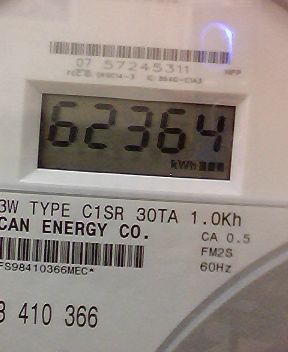 07 57245311
62364
kWh
3W TYPE C1SR 30TA 1.0Kh
CAN ENERGY CO.
CA 0.5
FM2S
60Hz
FS98410366MEC*
3 410 366